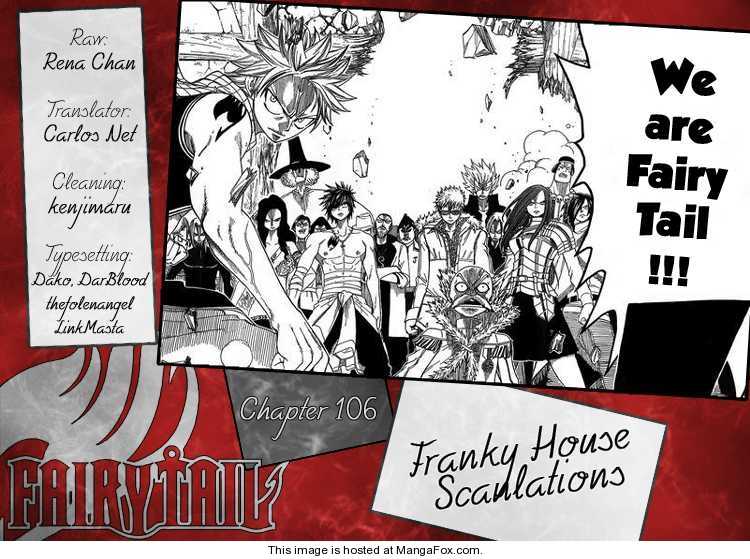 Raw:
Rena Chan
Translator:
Carlos Net
Cleaning:
kenjimaru
Typesetting:
Dako, DarBlood
thefolenangel
LinkMasta
We
are
Fairy
Tail
!!!
Chapter 106
Franky House
Scanlations
FAIRY TAIL
This image is hosted at MangaFox.com.